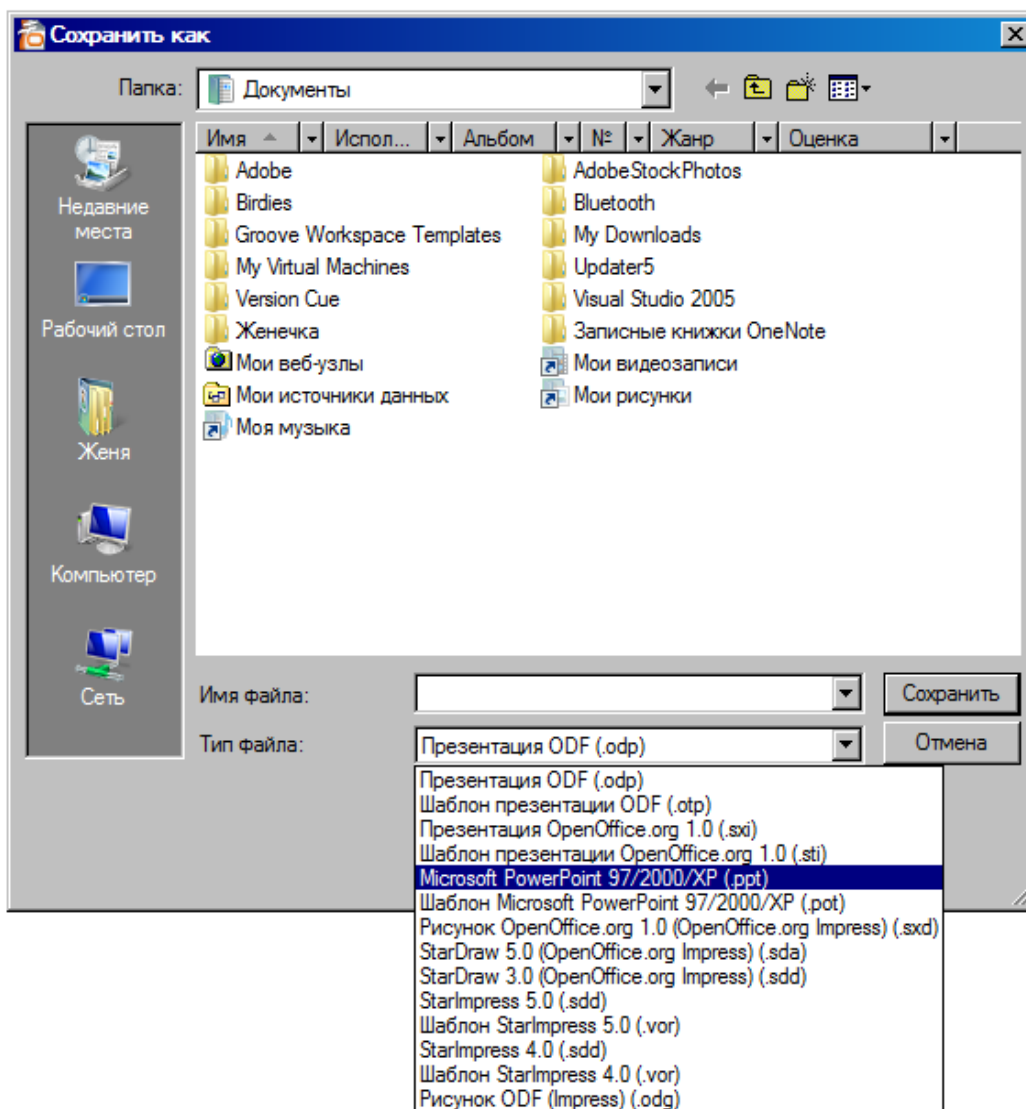 Сохранить как
Папка:
Документы
Имя Испол... Альбом № Жанр Оценка
Adobe AdobeStockPhotos
Birdies Bluetooth
Groove Workspace Templates My Downloads
My Virtual Machines Updater5
Version Cue Visual Studio 2005
Женечка Записные книжки OneNote
Мои веб-узлы Мои видеозаписи
Мои источники данных Мои рисунки
Моя музыка
Недавние
места
Рабочий стол
Женя
Компьютер
Сеть
Имя файла:
Сохранить
Тип файла:
Презентация ODF (.odp)
Отмена
Презентация ODF (.odp)
Шаблон презентации ODF (.otp)
Презентация OpenOffice.org 1.0 (.sxi)
Шаблон презентации OpenOffice.org 1.0 (.sti)
Microsoft PowerPoint 97/2000/XP (.ppt)
Шаблон Microsoft PowerPoint 97/2000/XP (.pot)
Рисунок OpenOffice.org 1.0 (OpenOffice.org Impress) (.sxd)
StarDraw 5.0 (OpenOffice.org Impress) (.sda)
StarDraw 3.0 (OpenOffice.org Impress) (.sdd)
StarImpress 5.0 (.sdd)
Шаблон StarImpress 5.0 (.vor)
StarImpress 4.0 (.sdd)
Шаблон StarImpress 4.0 (.vor)
Рисунок ODF (Impress) (.odg)